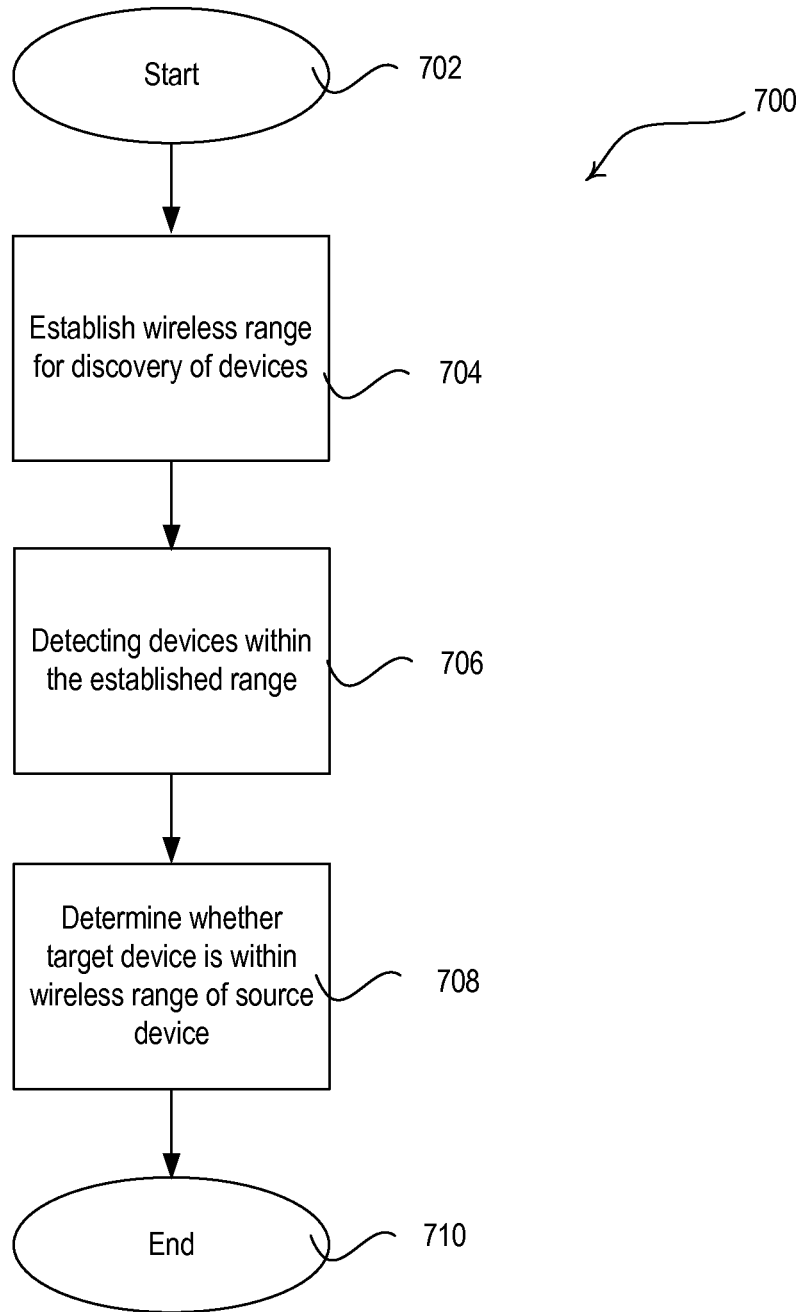 Start
702
700
Establish wireless range
for discovery of devices
704
Detecting devices within
the established range
706
Determine whether
target device is within
wireless range of source
device
708
End
710